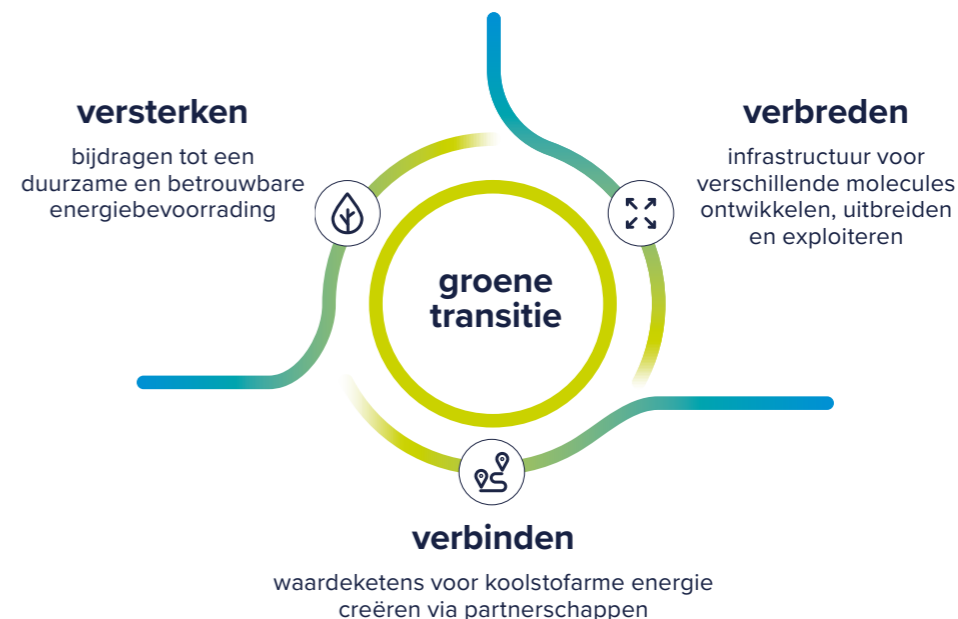 versterken
bijdragen tot een
duurzame en betrouwbare
energiebevoorrading
verbreden
infrastructuur voor
verschillende molecules
ontwikkelen, uitbreiden
en exploiteren
groene
transitie
verbinden
waardeketens voor koolstofarme energie
creëren via partnerschappen